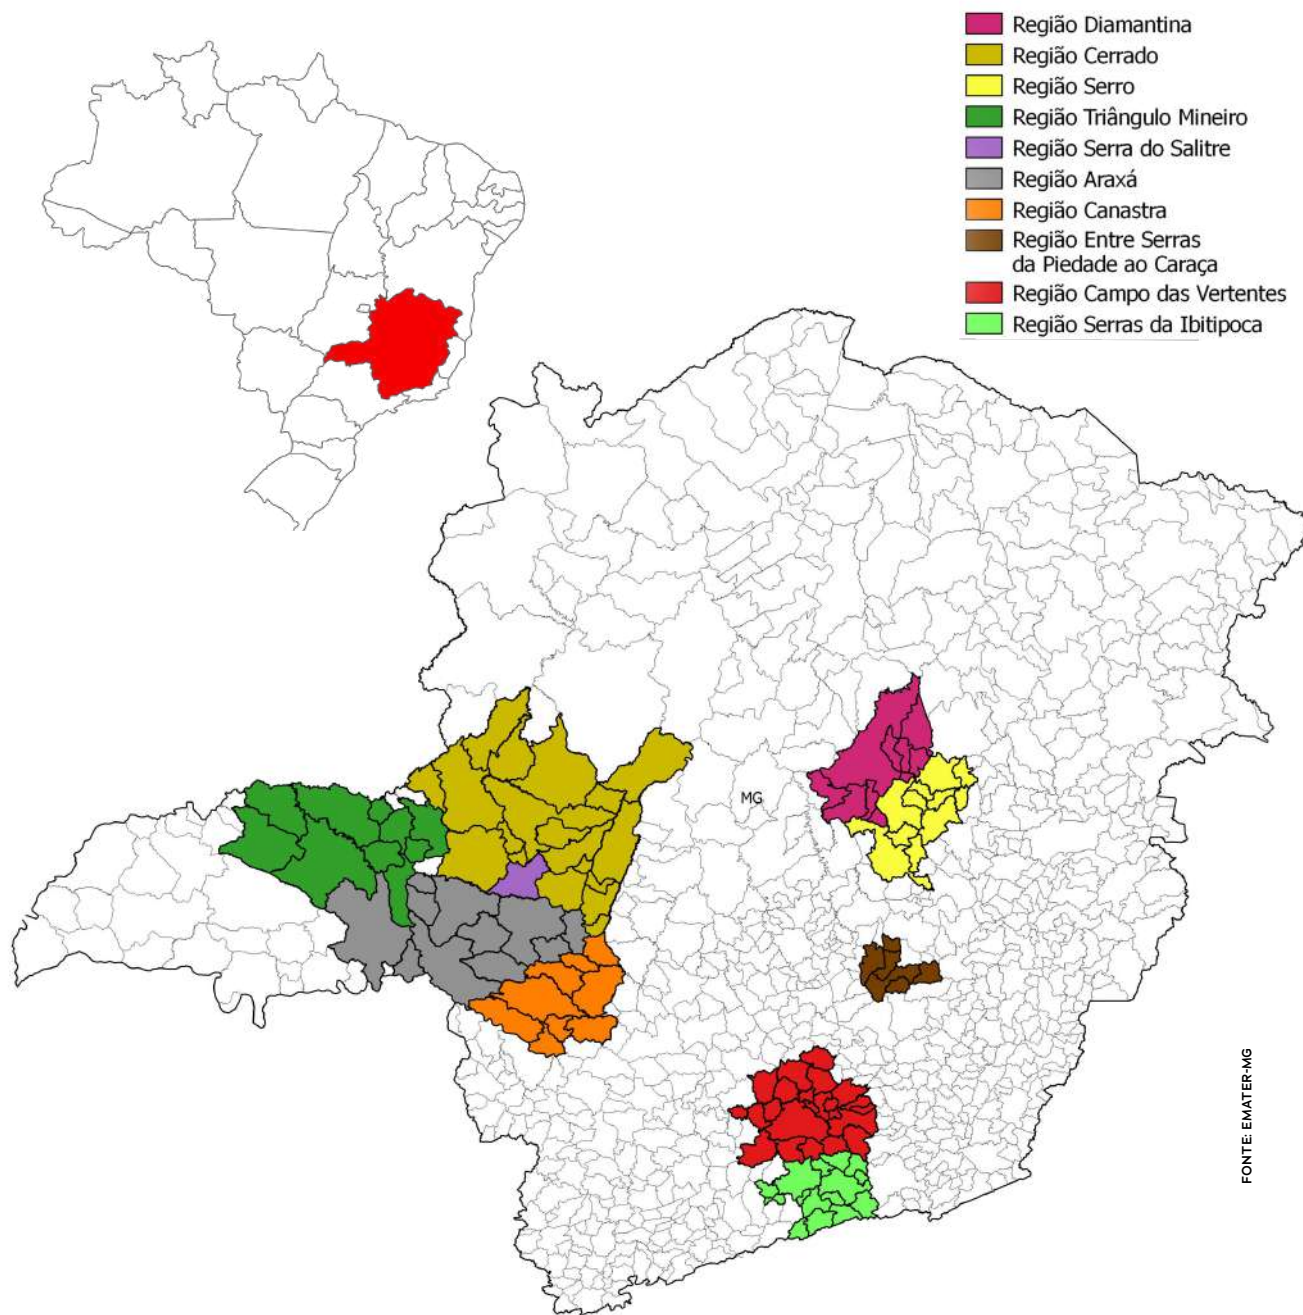 Região Diamantina
Região Cerrado
Região Serro
Região Triângulo Mineiro
Região Serra do Salitre
Região Araxá
Região Canastra
Região Entre Serras
da Piedade ao Caraça
Região Campo das Vertentes
Região Serras da Ibitipoca
MG
FONTE: EMATER-MG